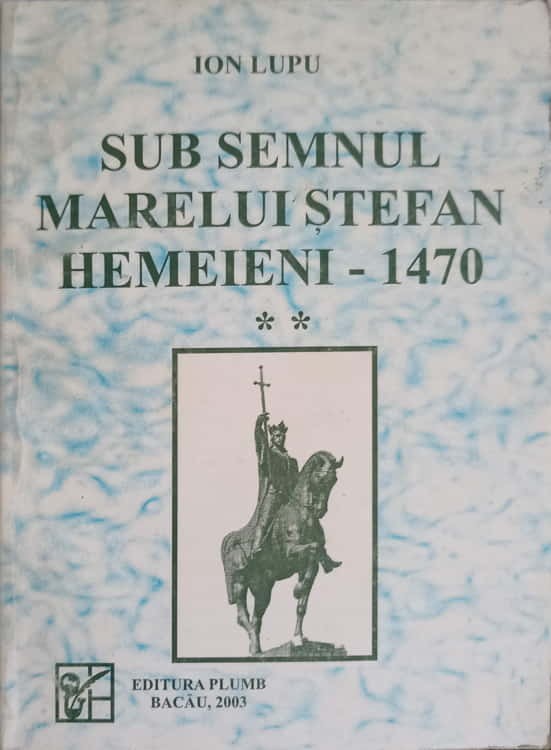 ION LUPU
SUB SEMNUL
MARELUI ȘTEFAN
HEMEIENI - 1470
* *
EDITURA PLUMB
BACĂU, 2003